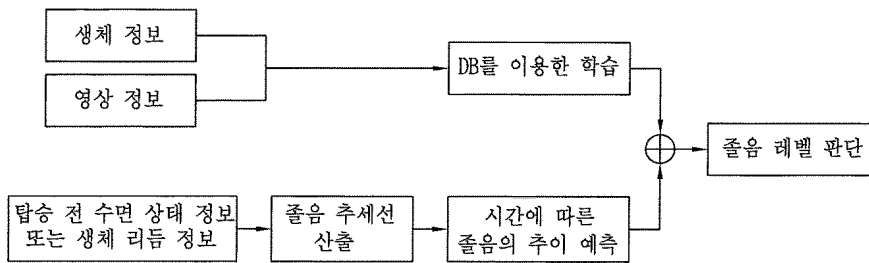 생체 정보
영상 정보
DB를 이용한 학습
졸음 레벨 판단
탑승 전 수면 상태 정보
또는 생체 리듬 정보
졸음 추세선
산출
시간에 따른
졸음의 추이 예측